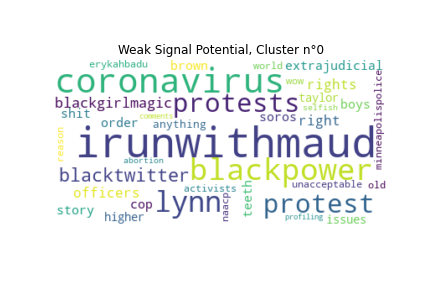 Weak Signal Potential, Cluster n°0
erykahbadu brown world extrajudicial
coronavirus wow rights
blackgirlmagic protests taylor boys
selfish
shit order comments anything soros right
minneapolispolice
reason irunwithmaud
abortion blackpower
blacktwitter
officers activists unacceptable old
story cop lynn naacp teeth protest
higher profiling issues